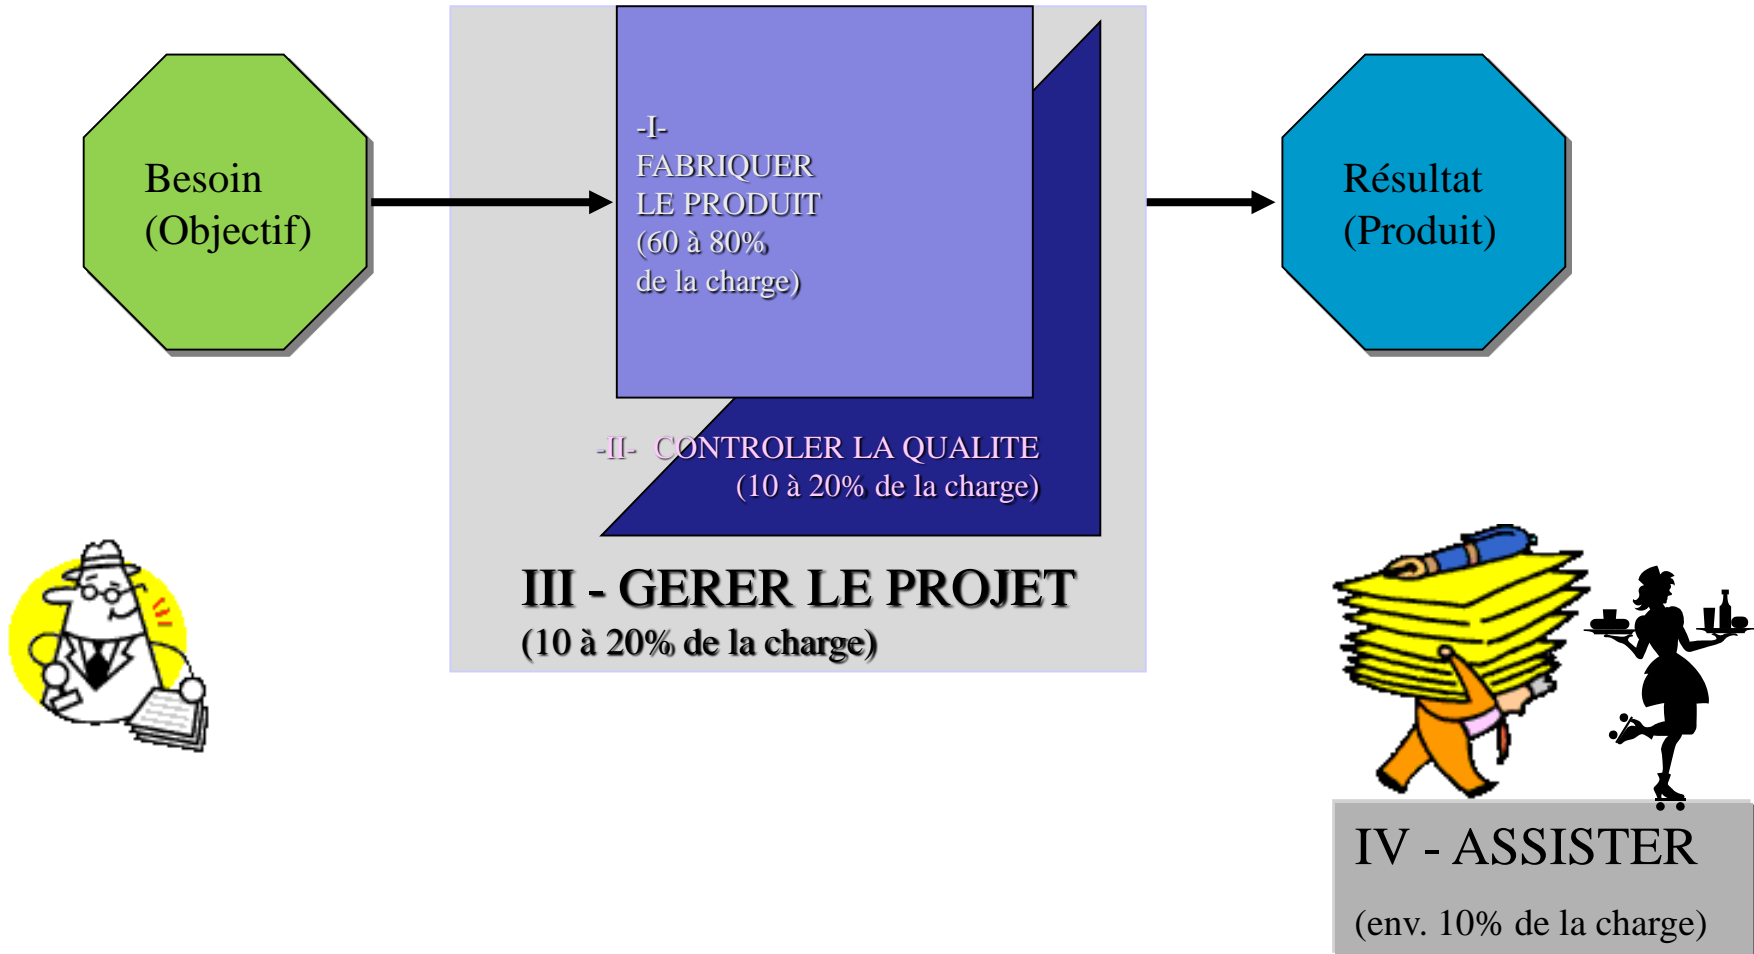 Besoin
(Objectif)
-I-
FABRIQUER
LE PRODUIT
(60 à 80%
de la charge)
Résultat
(Produit)
-II- CONTROLER LA QUALITE
(10 à 20% de la charge)
III - GERER LE PROJET
(10 à 20% de la charge)
IV - ASSISTER
(env. 10% de la charge)